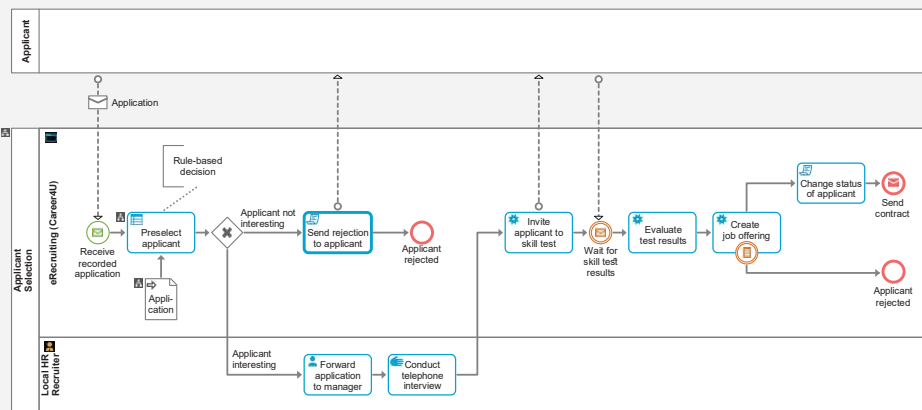 Applicant
Application
Applicant
Selection
eRecruiting (Career4U)
Rule-based
decision
Receive
recorded
application
Preselect
applicant
Appli-
cation
Applicant not
interesting
Send rejection
to applicant
Applicant
rejected
Invite
applicant to
skill test
Wait for
skill test
results
Evaluate
test results
Create
job offering
Change status
of applicant
Send
contract
Applicant
rejected
Local HR
Recruiter
Applicant
interesting
Forward
application
to manager
Conduct
telephone
interview